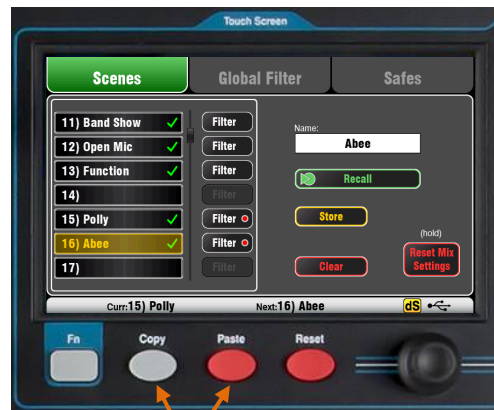 Touch Screen
Scenes Global Filter Safes
11) Band Show Filter
12) Open Mic Filter
13) Function Filter
14) Filter
15) Polly Filter
16) Abee Filter
17) Filter
Name:
Abee
Recall
Store
Clear
(hold)
Reset Mix
Settings
Curr:15) Polly Next:16) Abee dS
Fn Copy Paste Reset